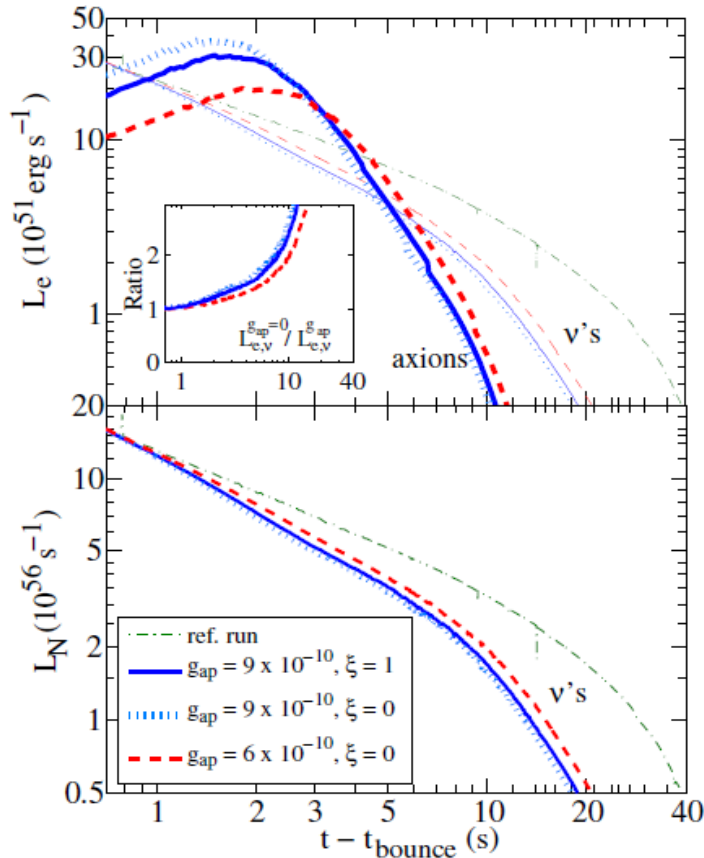 50
30
10
1
L_e (10^51 erg s^−1)
2
1
0
Ratio
L_{e,ν}^{g_ap=0} / L_{e,ν}^{g_ap}
1 10 40
axions
ν's
20
10
5
2
1
0.5
L_N (10^56 s^−1)
ref. run
g_ap = 9 x 10^−10, ξ = 1
g_ap = 9 x 10^−10, ξ = 0
g_ap = 6 x 10^−10, ξ = 0
ν's
1 2 3 5 10 20 40
t − t_bounce (s)